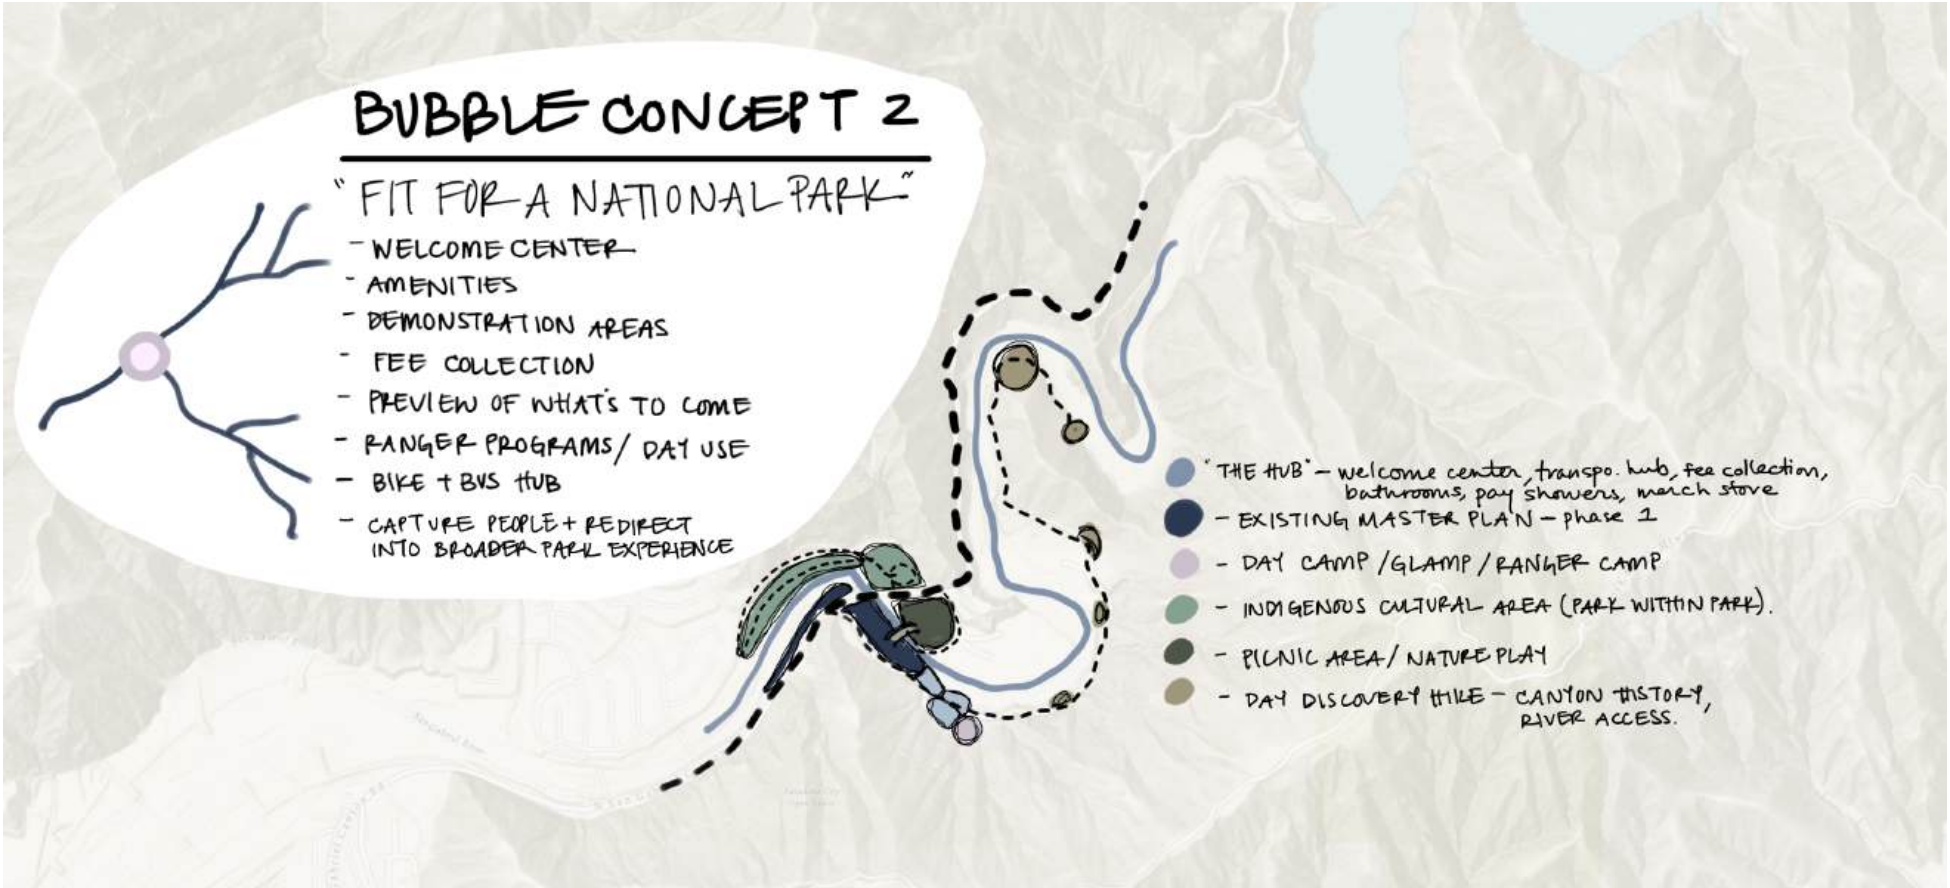 BUBBLE CONCEPT 2
"FIT FOR A NATIONAL PARK"
- WELCOME CENTER
- AMENITIES
- DEMONSTRATION AREAS
- FEE COLLECTION
- PREVIEW OF WHAT'S TO COME
- RANGER PROGRAMS / DAY USE
- BIKE + BUS HUB
- CAPTURE PEOPLE + REDIRECT
INTO BROADER PARK EXPERIENCE
"THE HUB" - welcome center, transpo. hub, fee collection,
bathrooms, pay showers, merch store
- EXISTING MASTER PLAN - phase 1
- DAY CAMP / GLAMP / RANGER CAMP
- INDIGENOUS CULTURAL AREA (PARK WITHIN PARK).
- PICNIC AREA / NATURE PLAY
- DAY DISCOVERY HIKE - CANYON HISTORY,
RIVER ACCESS.
San Gabriel River